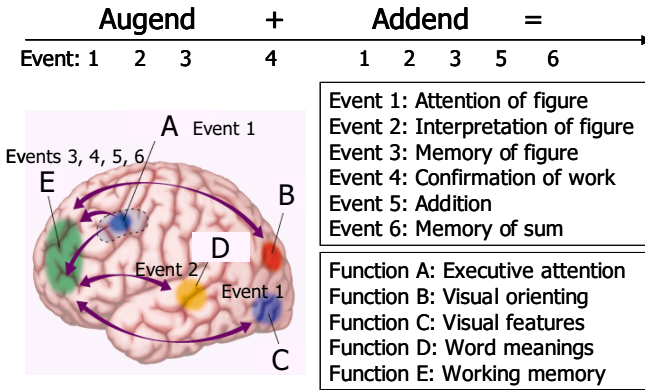 Augend + Addend =
Event: 1 2 3 4 1 2 3 5 6
A Event 1
Events 3, 4, 5, 6
E
B
D
Event 2
Event 1
C
Event 1: Attention of figure
Event 2: Interpretation of figure
Event 3: Memory of figure
Event 4: Confirmation of work
Event 5: Addition
Event 6: Memory of sum
Function A: Executive attention
Function B: Visual orienting
Function C: Visual features
Function D: Word meanings
Function E: Working memory